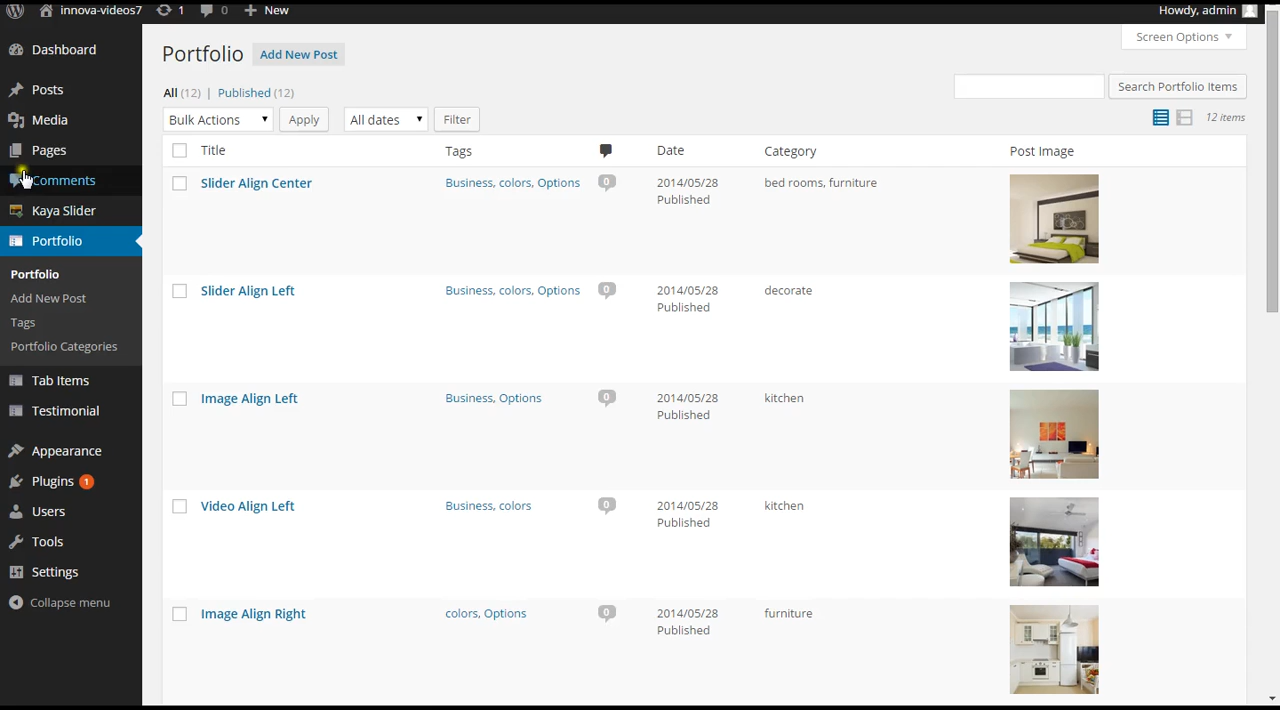 innova-videos7 1 0 New Howdy, admin
Dashboard
Posts
Media
Pages
Comments
Kaya Slider
Portfolio
Portfolio
Add New Post
Tags
Portfolio Categories
Tab Items
Testimonial
Appearance
Plugins 1
Users
Tools
Settings
Collapse menu
Screen Options
Portfolio Add New Post
All (12) | Published (12)
Search Portfolio Items
Bulk Actions Apply All dates Filter 12 items
Title Tags Date Category Post Image
Slider Align Center Business, colors, Options 0 2014/05/28 bed rooms, furniture
Published
Slider Align Left Business, colors, Options 0 2014/05/28 decorate
Published
Image Align Left Business, Options 0 2014/05/28 kitchen
Published
Video Align Left Business, colors 0 2014/05/28 kitchen
Published
Image Align Right colors, Options 0 2014/05/28 furniture
Published